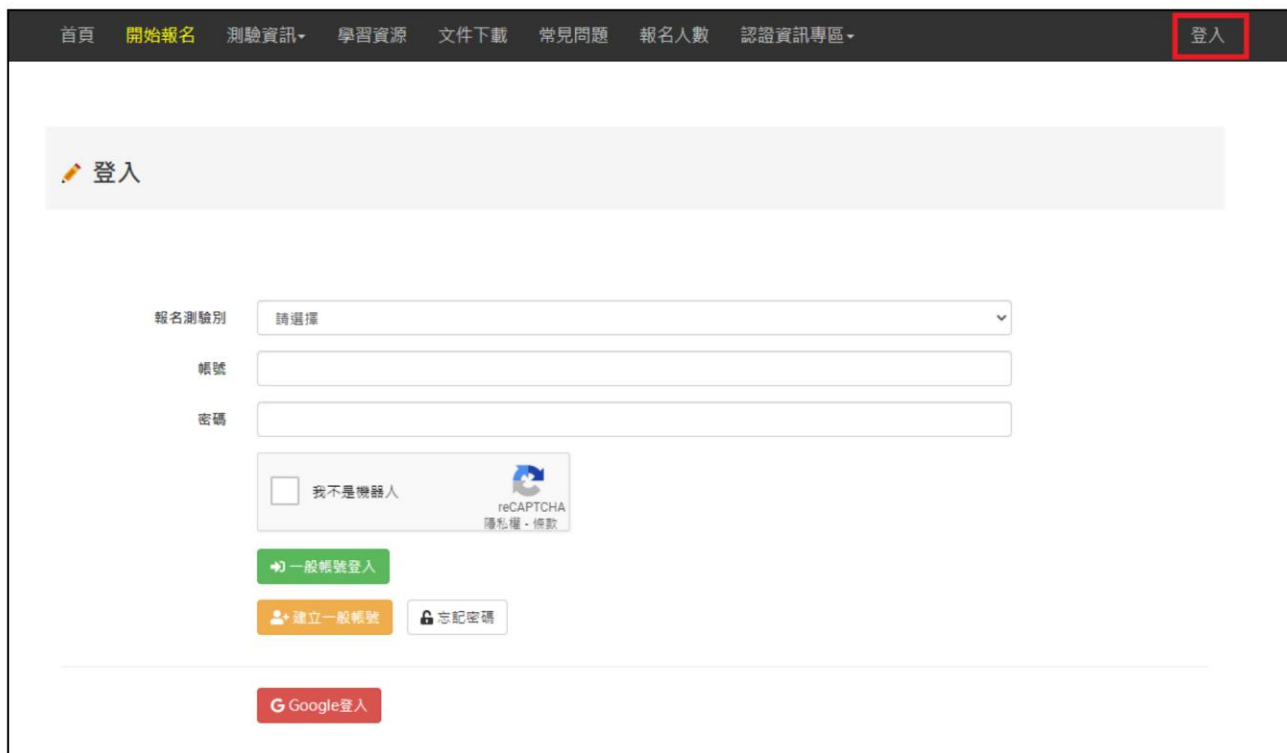 首頁 開始報名 測驗資訊 學習資源 文件下載 常見問題 報名人數 認證資訊專區 登入
登入
報名測驗別 請選擇
帳號
密碼
我不是機器人
reCAPTCHA
隱私權 - 條款
一般帳號登入
建立一般帳號 忘記密碼
Google登入